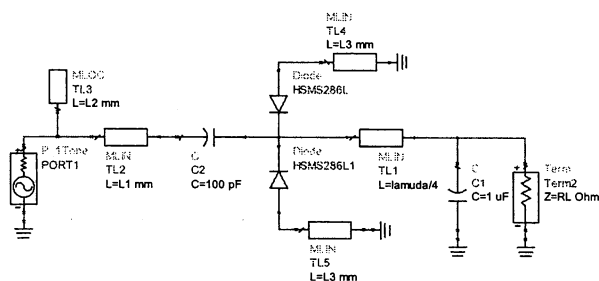 MLIN
TL4
L=L3 mm
MLOC
TL3
L=L2 mm
Diode
HSMS286L
P_1Tone
PORT1
MLIN
TL2
L=L1 mm
C
C2
C=100 pF
Diode
HSMS286L1
MLIN
TL1
L=lamuda/4
C
C1
C=1 uF
Term
Term2
Z=RL Ohm
MLIN
TL5
L=L3 mm